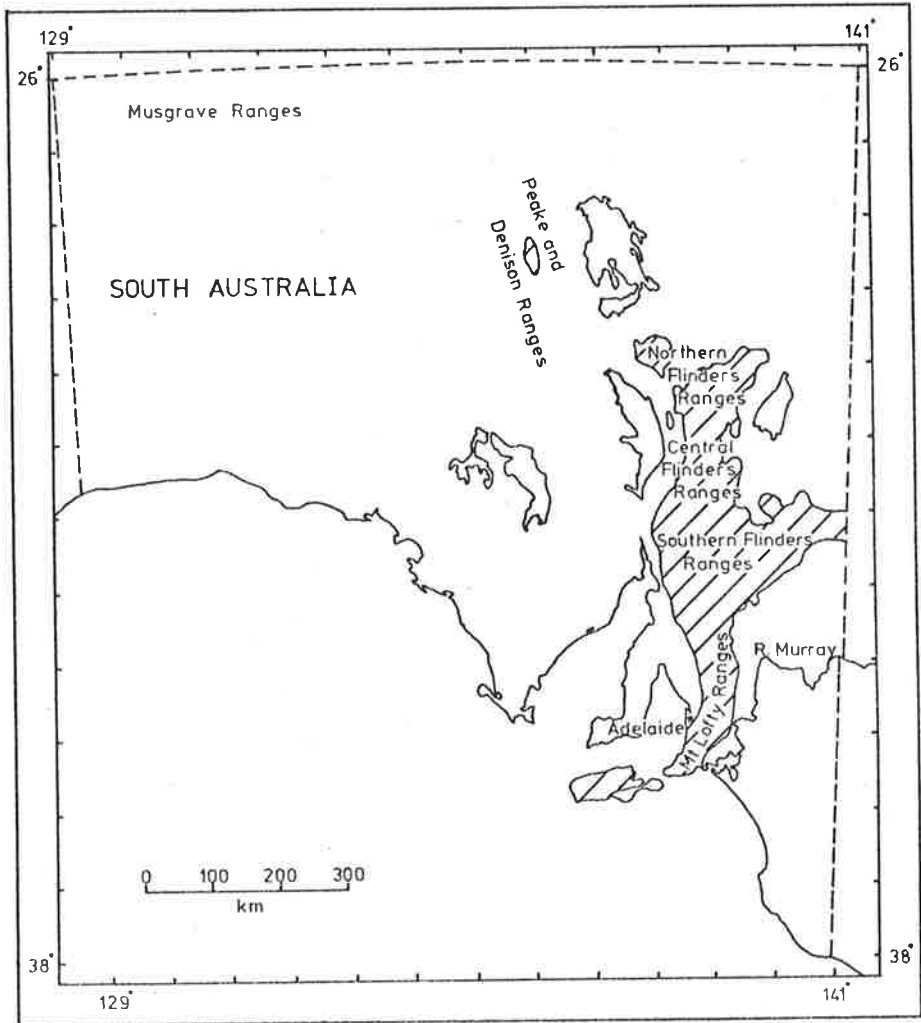 129°
141°
26°
26°
Musgrave Ranges
Peake and
Denison Ranges
SOUTH AUSTRALIA
Northern
Flinders
Ranges
Central
Flinders
Ranges
Southern Flinders
Ranges
R. Murray
Mt Lofty Ranges
Adelaide
0 100 200 300
km
38°
38°
129°
141°